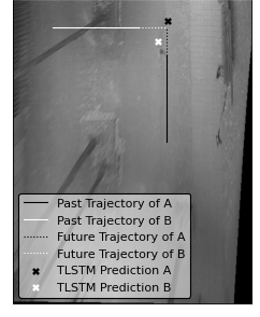 Past Trajectory of A
Past Trajectory of B
Future Trajectory of A
Future Trajectory of B
TLSTM Prediction A
TLSTM Prediction B